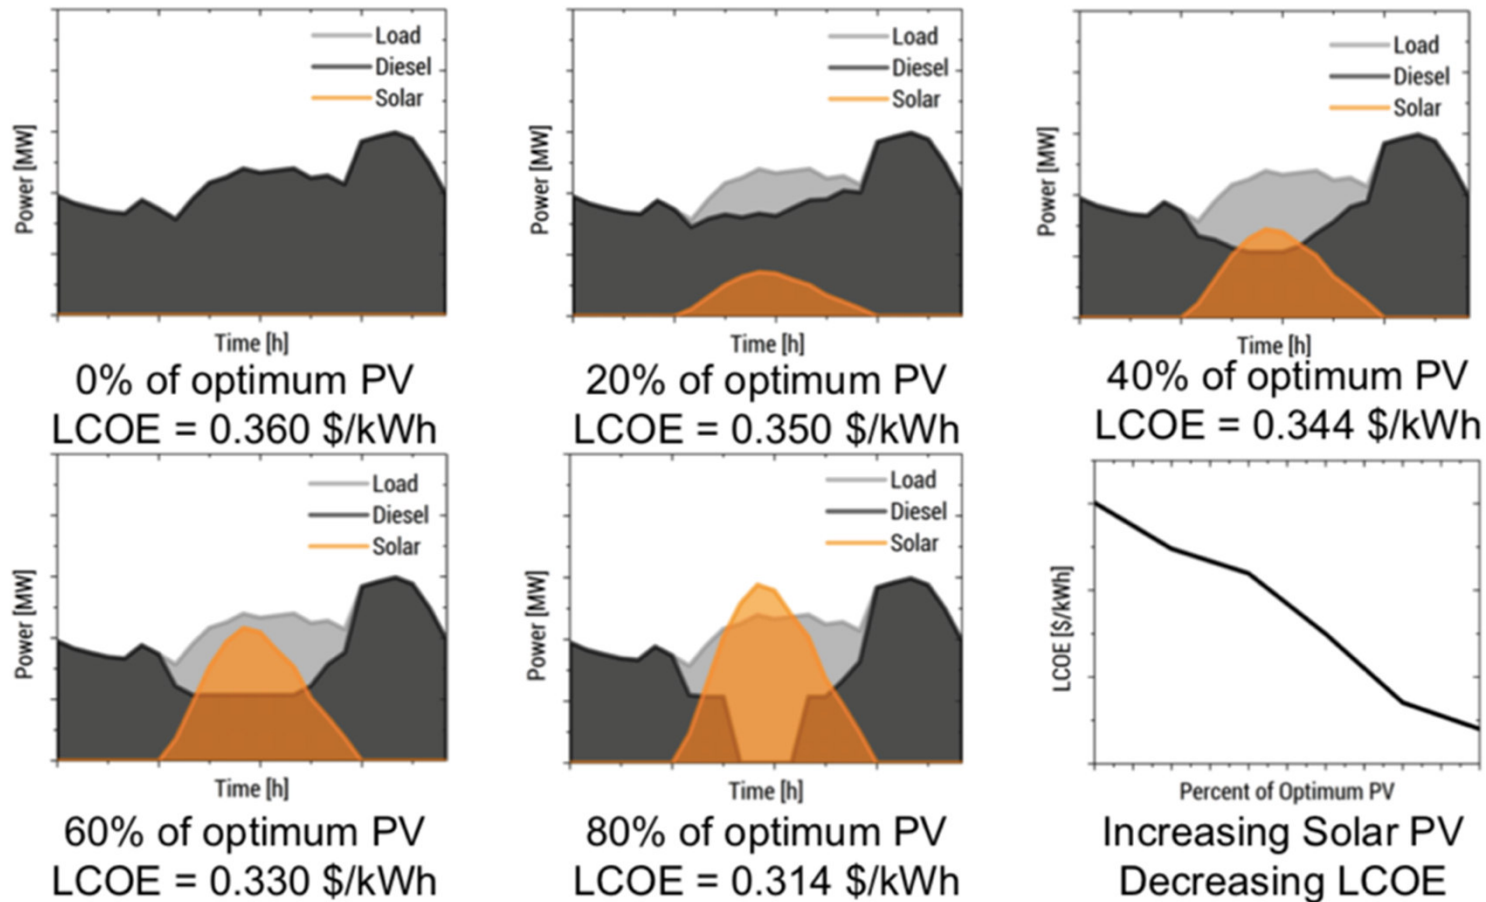 Load
Diesel
Solar
Power [MW]
Time [h]
0% of optimum PV
LCOE = 0.360 $/kWh
Load
Diesel
Solar
Power [MW]
Time [h]
20% of optimum PV
LCOE = 0.350 $/kWh
Load
Diesel
Solar
Power [MW]
Time [h]
40% of optimum PV
LCOE = 0.344 $/kWh
Load
Diesel
Solar
Power [MW]
Time [h]
60% of optimum PV
LCOE = 0.330 $/kWh
Load
Diesel
Solar
Power [MW]
Time [h]
80% of optimum PV
LCOE = 0.314 $/kWh
LCOE [$/kWh]
Percent of Optimum PV
Increasing Solar PV
Decreasing LCOE